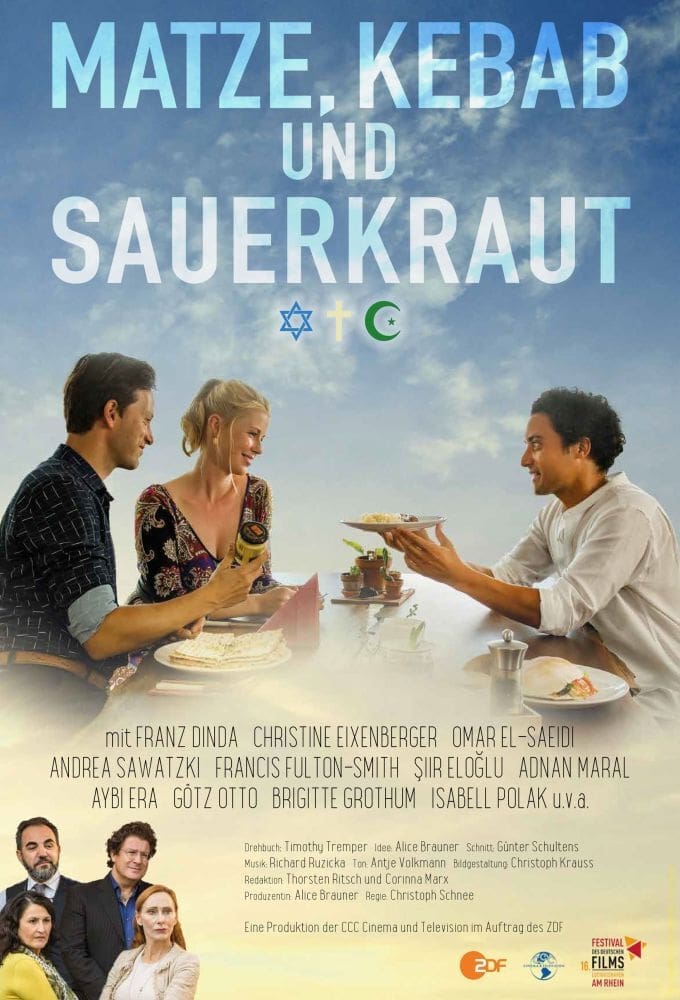 MATZE, KEBAB
UND
SAUERKRAUT
mit FRANZ DINDA CHRISTINE EIXENBERGER OMAR EL-SAEIDI
ANDREA SAWATZKI FRANCIS FULTON-SMITH ŞIIR ELOĞLU ADNAN MARAL
AYBI ERA GÖTZ OTTO BRIGITTE GROTHUM ISABELL POLAK u.v.a.
Drehbuch: Timothy Tremper Idee: Alice Brauner Schnitt: Günter Schultens
Musik: Richard Ruzicka Ton: Antje Volkmann Bildgestaltung: Christoph Krauss
Redaktion: Thorsten Ritsch und Corinna Marx
Produzentin: Alice Brauner Regie: Christoph Schnee
Eine Produktion der CCC Cinema und Television im Auftrag des ZDF
ZDF
FESTIVAL
DES DEUTSCHEN
16. FILMS
LUDWIGSHAFEN
AM RHEIN